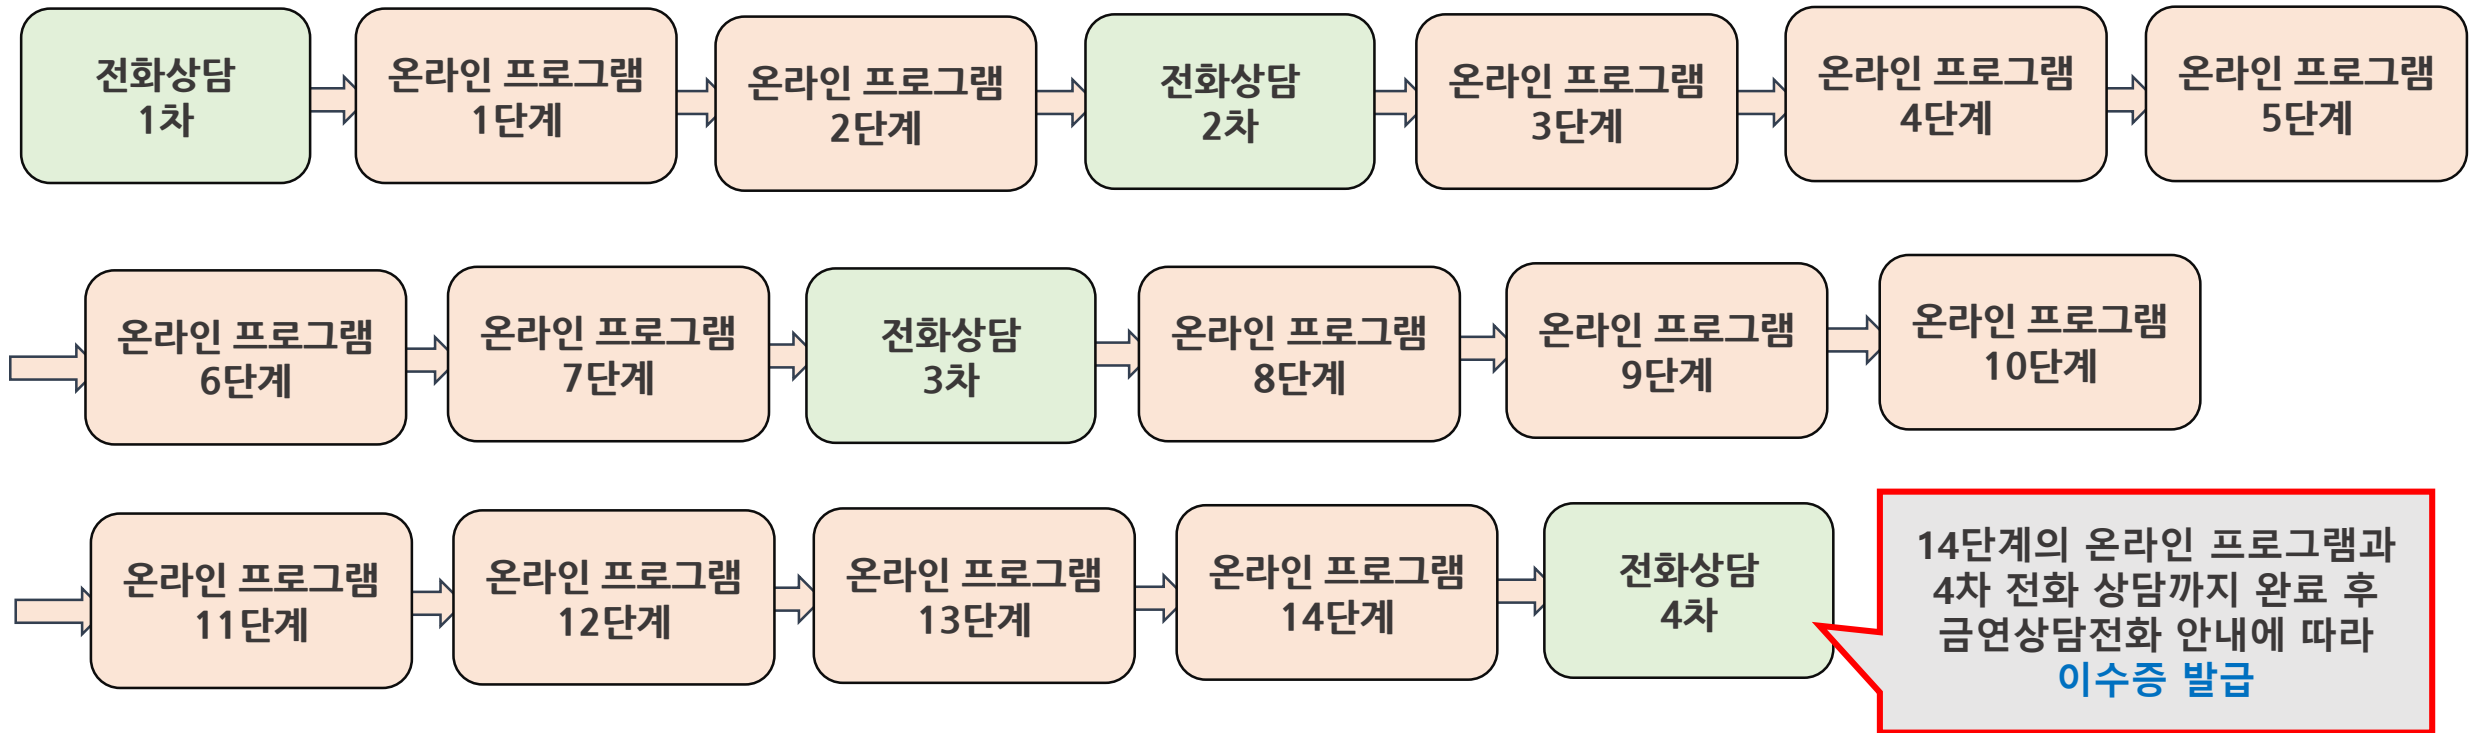 전화상담
1차
온라인 프로그램
1단계
온라인 프로그램
2단계
전화상담
2차
온라인 프로그램
3단계
온라인 프로그램
4단계
온라인 프로그램
5단계
온라인 프로그램
6단계
온라인 프로그램
7단계
전화상담
3차
온라인 프로그램
8단계
온라인 프로그램
9단계
온라인 프로그램
10단계
온라인 프로그램
11단계
온라인 프로그램
12단계
온라인 프로그램
13단계
온라인 프로그램
14단계
전화상담
4차
14단계의 온라인 프로그램과
4차 전화 상담까지 완료 후
금연상담전화 안내에 따라
이수증 발급